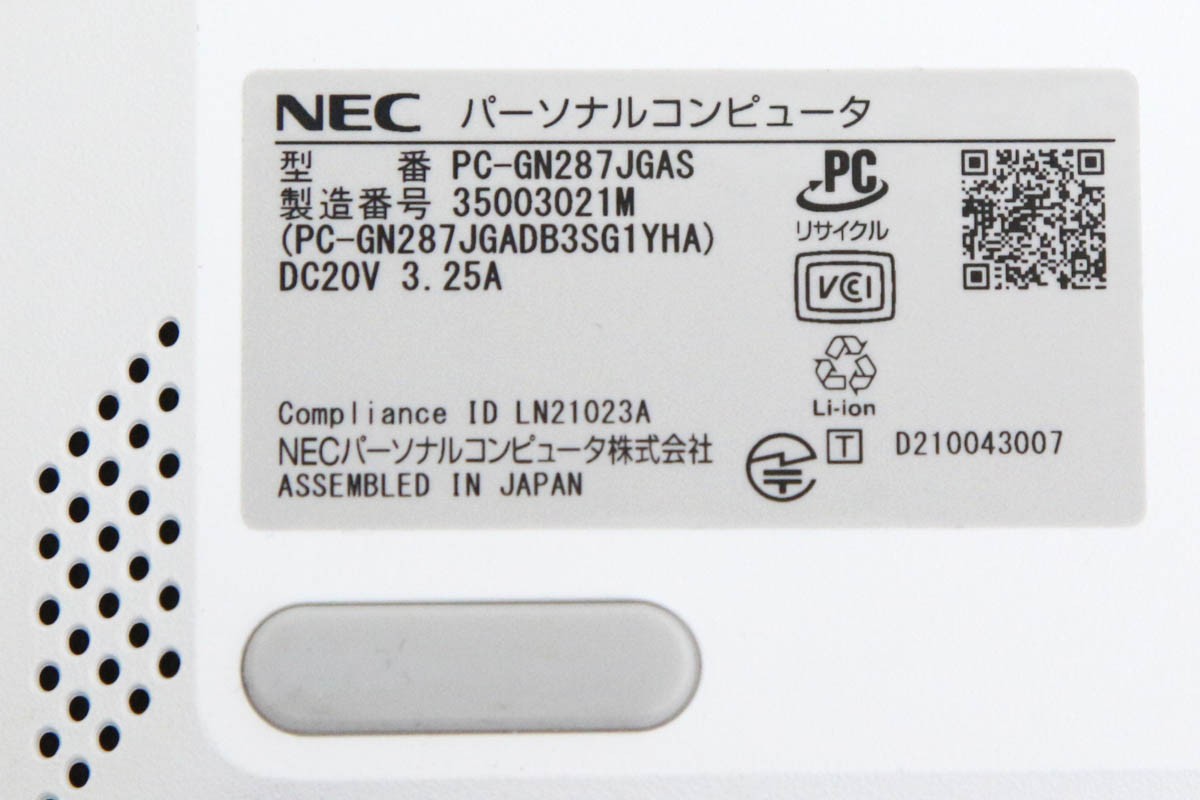 NEC パーソナルコンピュータ
型 番 PC-GN287JGAS
製造番号 35003021M
(PC-GN287JGADB3SG1YHA)
DC20V 3.25A
PC
リサイクル
VCCI
Li-ion
Compliance ID LN21023A
NECパーソナルコンピュータ株式会社
ASSEMBLED IN JAPAN
T D210043007